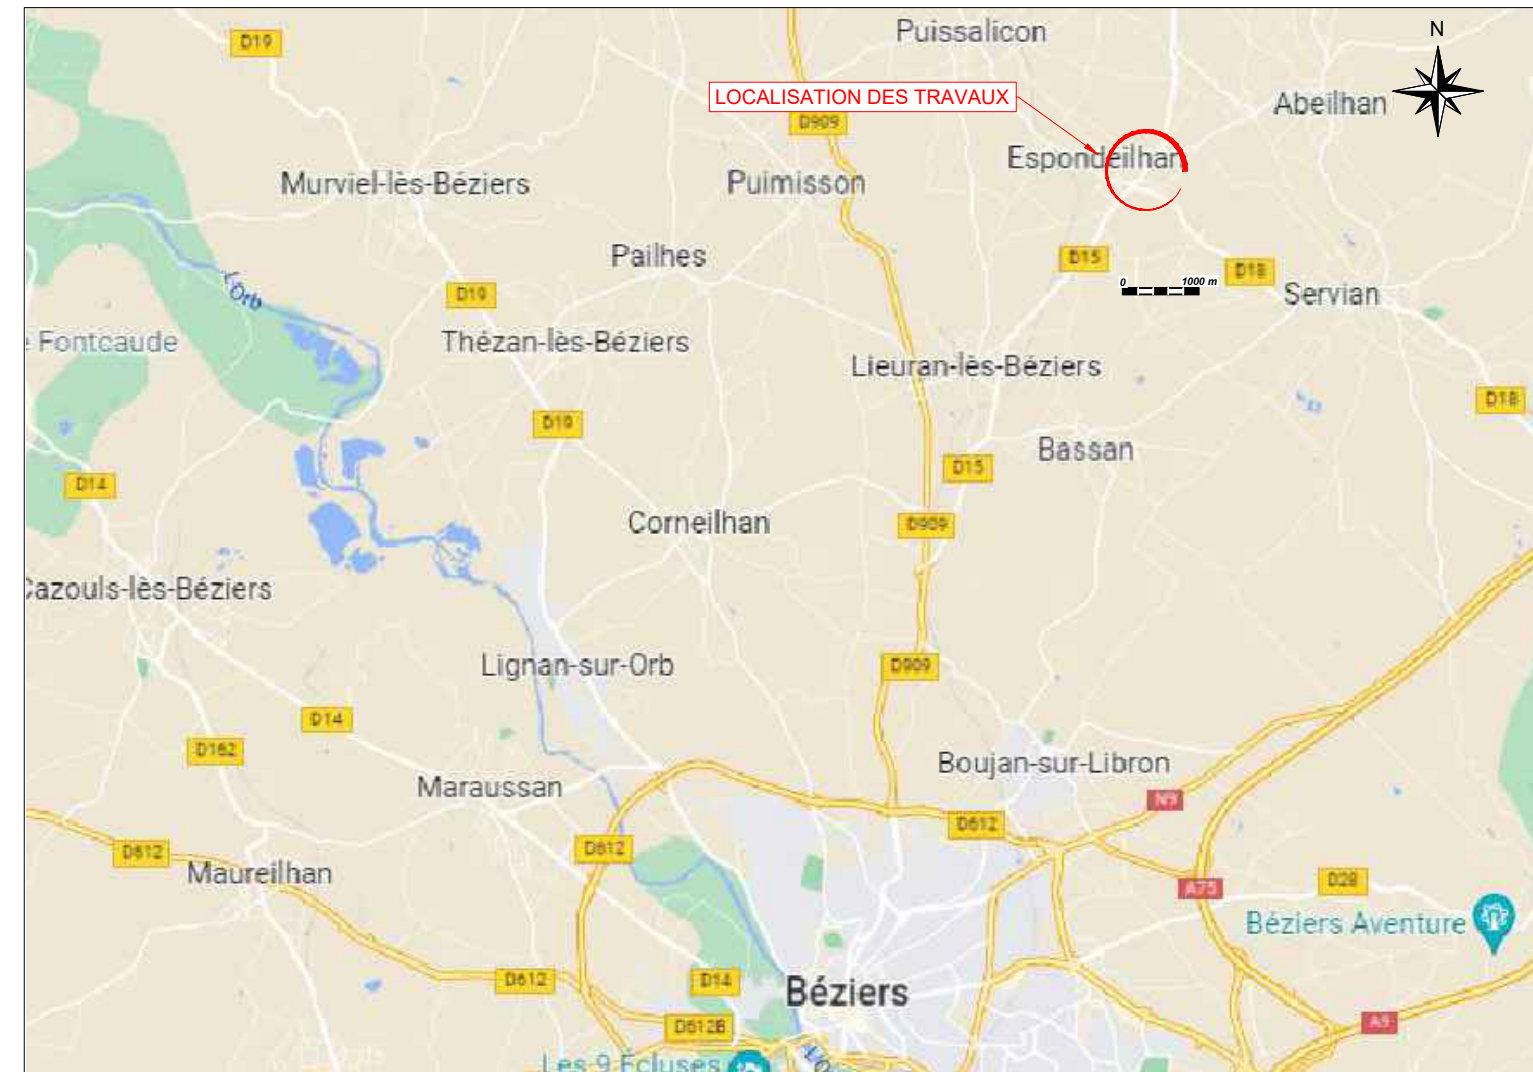 Puissalicon
N
D19
LOCALISATION DES TRAVAUX
Abeilhan
D909
Espondeilhan
Murviel-lès-Béziers
Puimisson
Pailhes
D15
D18
0 1000 m
Servian
L'Orb
D19
Fontcaude
Thézan-lès-Béziers
Lieuran-lès-Béziers
D18
D19
Bassan
D15
D14
Corneilhan
D909
Cazouls-lès-Béziers
Lignan-sur-Orb
D909
D14
D162
Boujan-sur-Libron
Maraussan
N9
D612
D612
D612
Maureilhan
D28
A75
Béziers Aventure
D612
D14
Béziers
D612B
A9
Les 9 Écluses